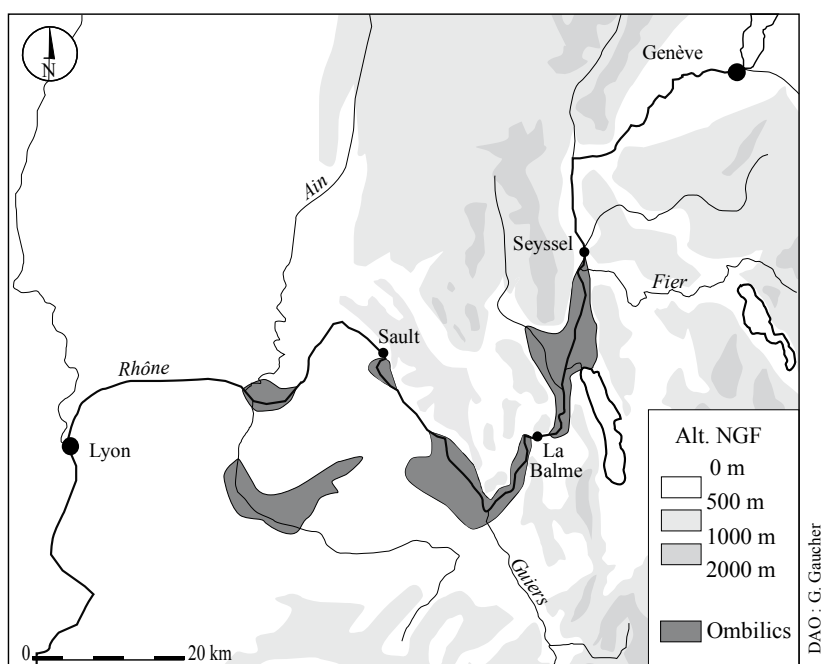 N
Genève
Ain
Seyssel
Fier
Sault
Rhône
Lyon
La
Balme
Guiers
Alt. NGF
0 m
500 m
1000 m
2000 m
Ombilics
0
20 km
DAO : G. Gaucher